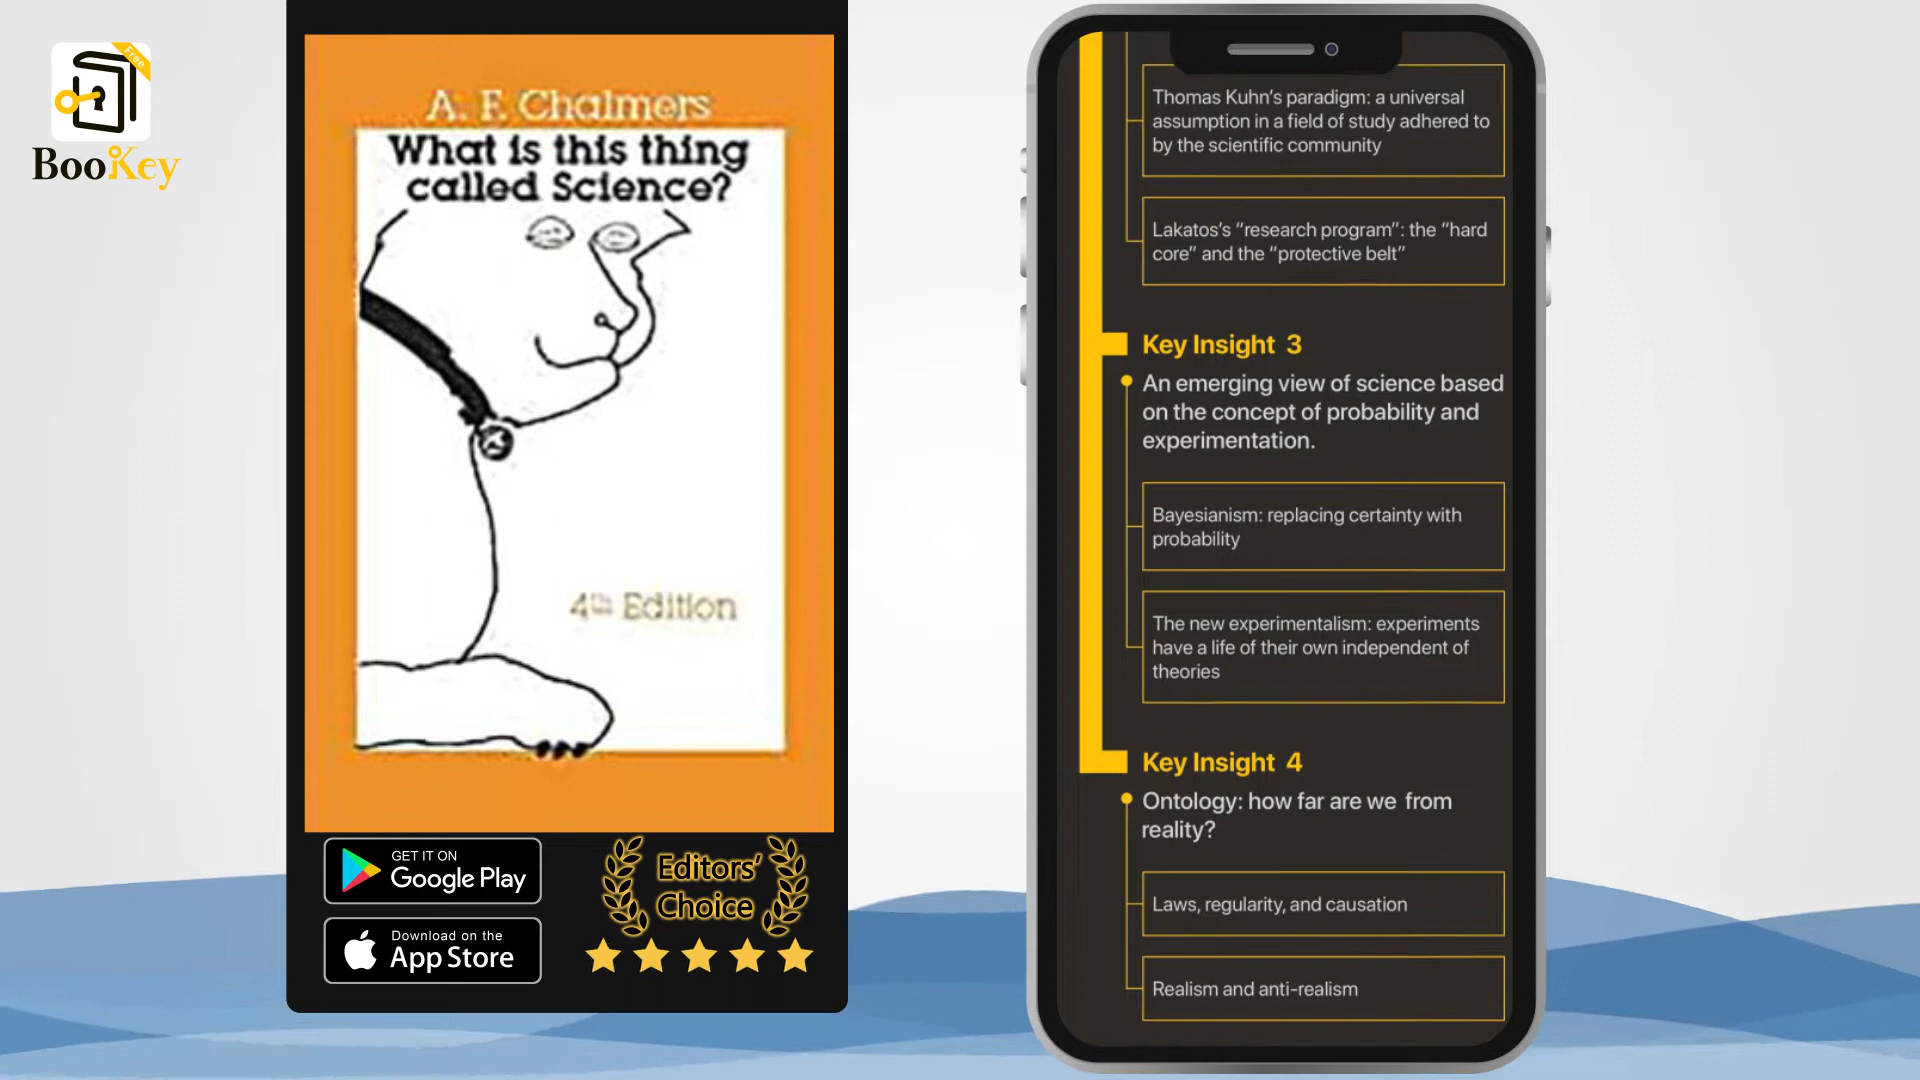 Free
BooKey
A. F. Chalmers
What is this thing
called Science?
4th Edition
GET IT ON
Google Play
Download on the
App Store
Editors’
Choice
Thomas Kuhn’s paradigm: a universal
assumption in a field of study adhered to
by the scientific community
Lakatos’s “research program”: the “hard
core” and the “protective belt”
Key Insight 3
An emerging view of science based
on the concept of probability and
experimentation.
Bayesianism: replacing certainty with
probability
The new experimentalism: experiments
have a life of their own independent of
theories
Key Insight 4
Ontology: how far are we from
reality?
Laws, regularity, and causation
Realism and anti-realism